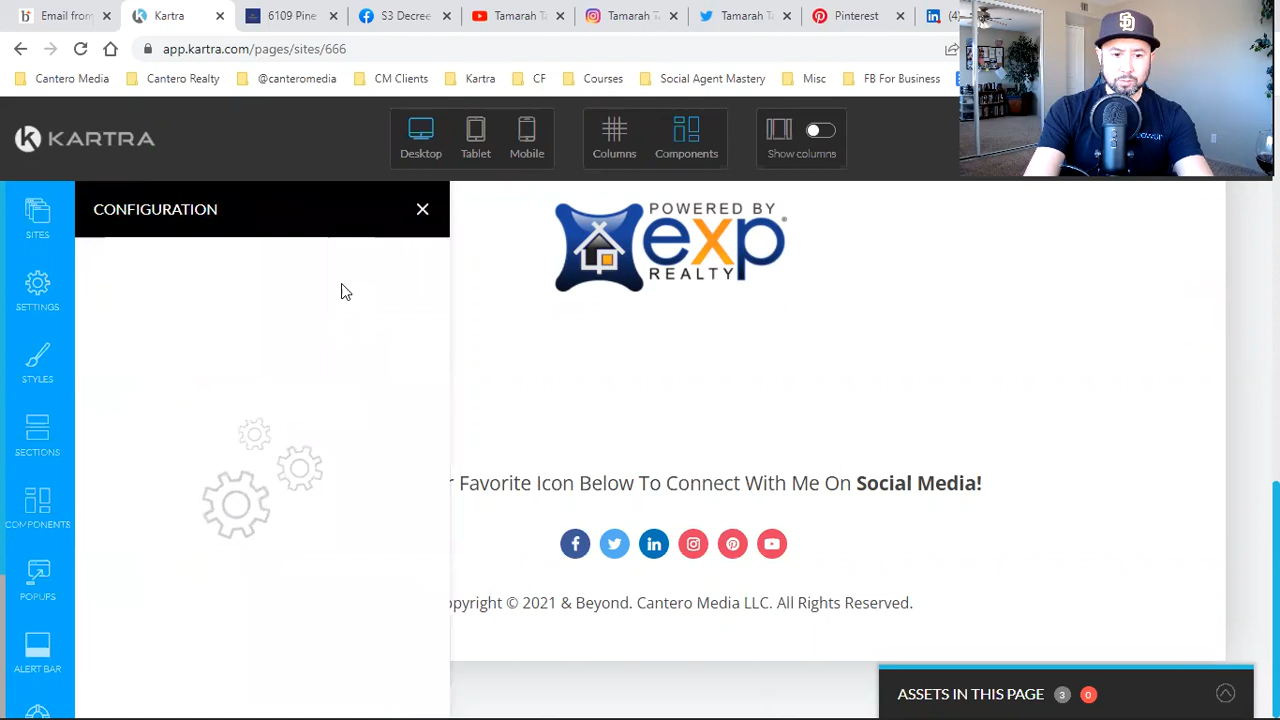 Email from
Kartra
6109 Pine
S3 Decree
Tamarah T
Tamarah T
Tamarah T
Pinterest
app.kartra.com/pages/sites/666
Cantero Media
Cantero Realty
@canteromedia
CM Clients
Kartra
CF
Courses
Social Agent Mastery
Misc
FB For Business
KARTRA
Desktop
Tablet
Mobile
Columns
Components
Show columns
SITES
SETTINGS
STYLES
SECTIONS
COMPONENTS
POPUPS
ALERT BAR
CONFIGURATION
POWERED BY
exp
REALTY
r Favorite Icon Below To Connect With Me On Social Media!
opyright © 2021 & Beyond. Cantero Media LLC. All Rights Reserved.
ASSETS IN THIS PAGE 3 0